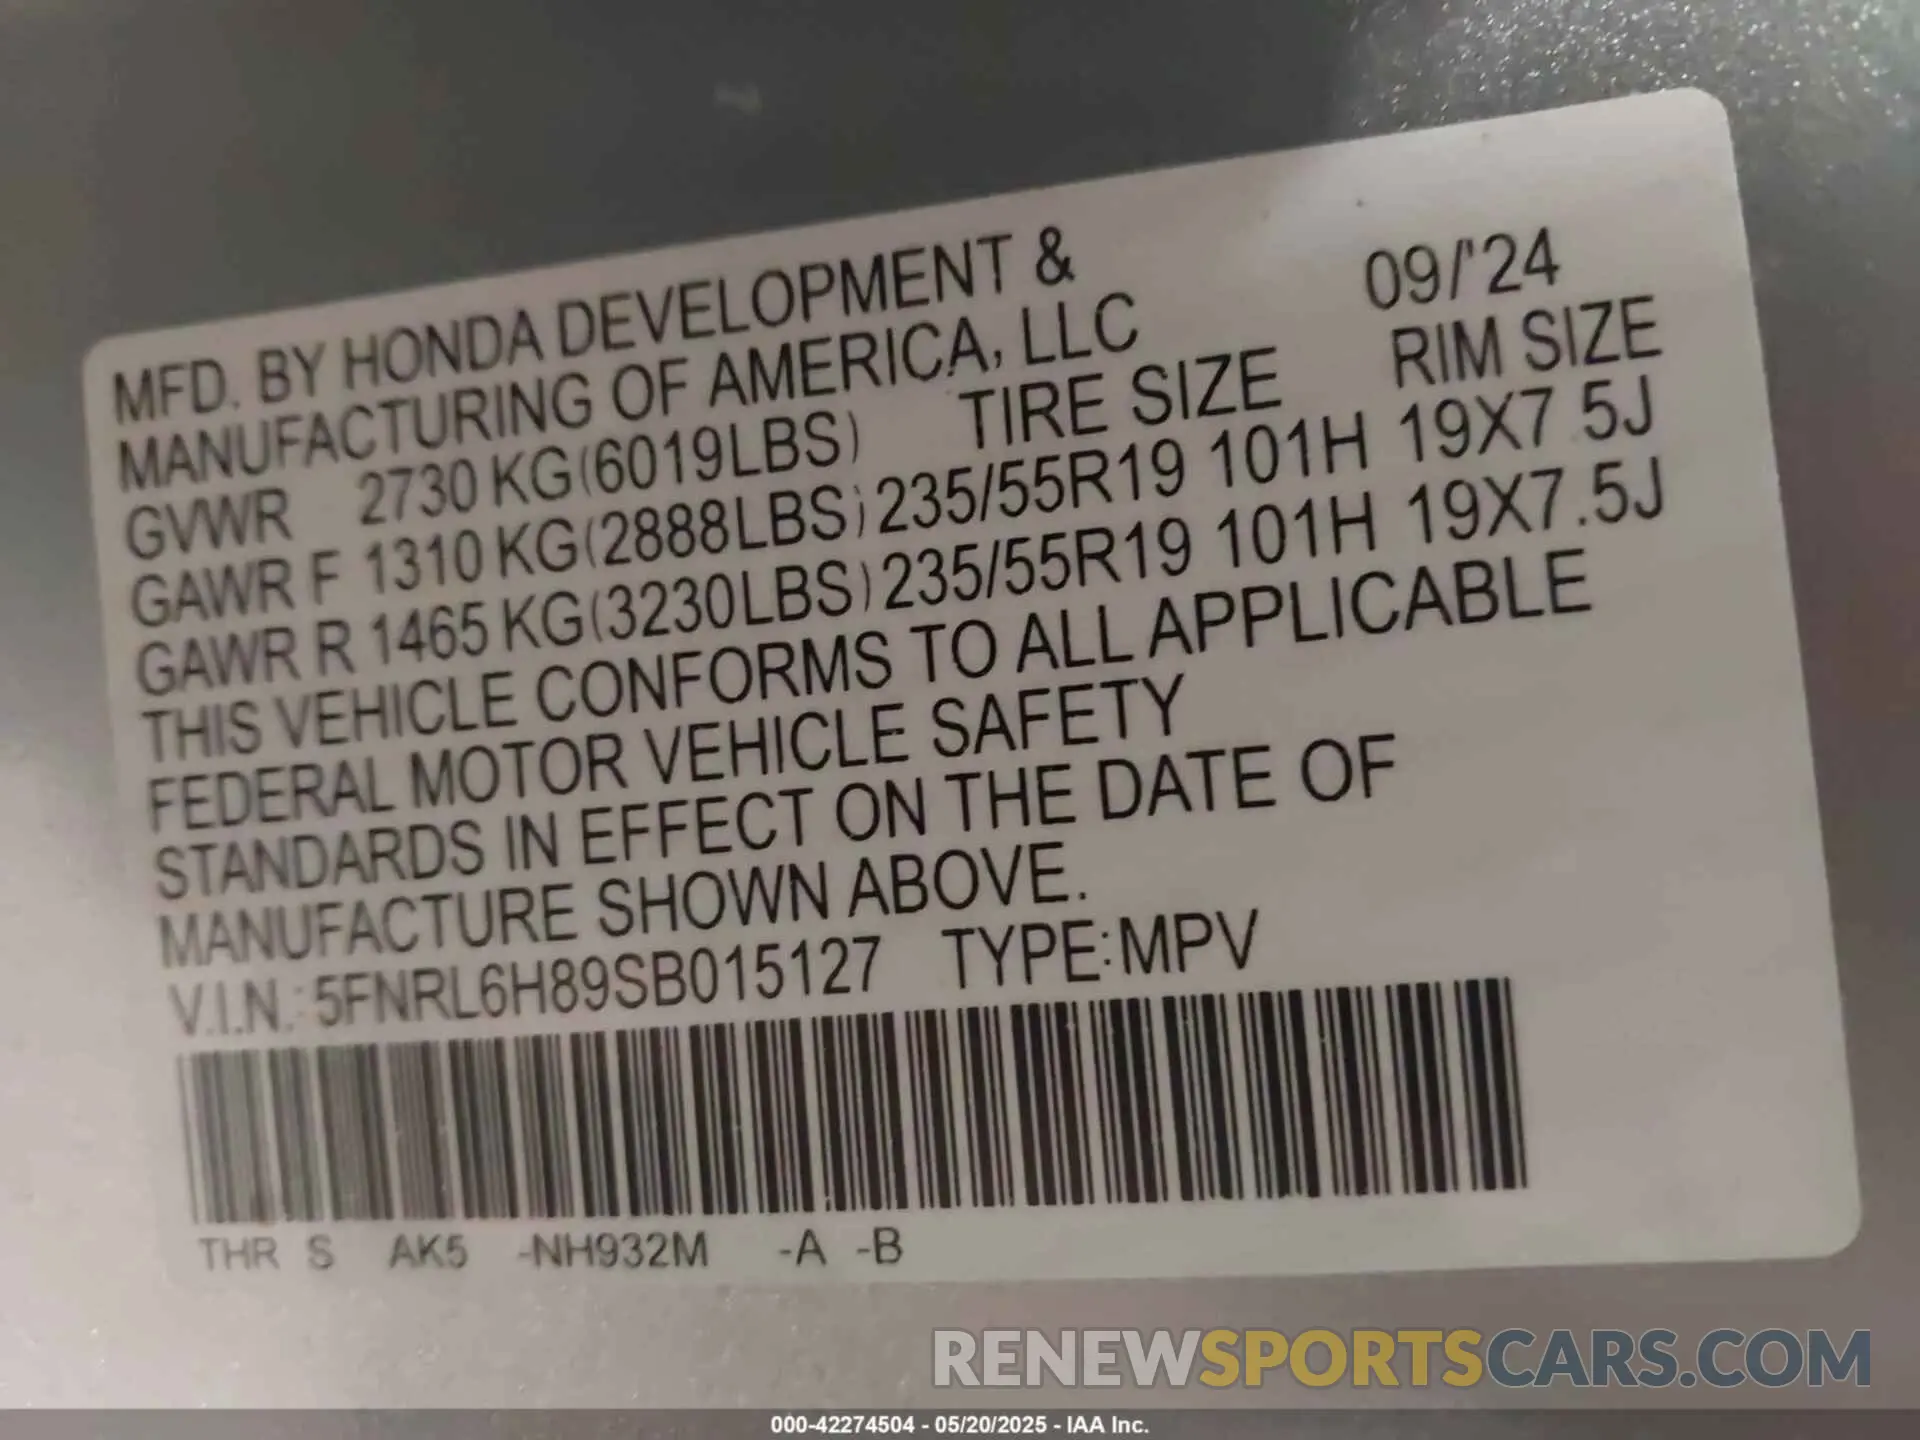 MFD. BY HONDA DEVELOPMENT & 09/'24
MANUFACTURING OF AMERICA, LLC
TIRE SIZE RIM SIZE
GVWR 2730 KG(6019LBS)
GAWR F 1310 KG(2888LBS) 235/55R19 101H 19X7.5J
GAWR R 1465 KG(3230LBS) 235/55R19 101H 19X7.5J
THIS VEHICLE CONFORMS TO ALL APPLICABLE
FEDERAL MOTOR VEHICLE SAFETY
STANDARDS IN EFFECT ON THE DATE OF
MANUFACTURE SHOWN ABOVE.
V.I.N.: 5FNRL6H89SB015127 TYPE:MPV
THR S AK5 -NH932M -A -B
RENEWSPORTSCARS.COM
000-42274504 - 05/20/2025 - IAA Inc.